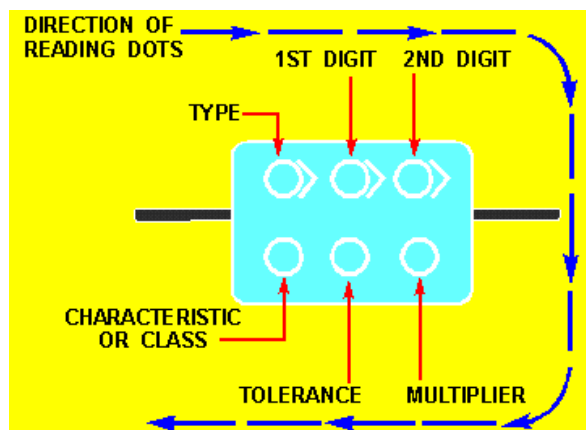 DIRECTION OF
READING DOTS
1ST DIGIT
2ND DIGIT
TYPE
CHARACTERISTIC
OR CLASS
TOLERANCE
MULTIPLIER